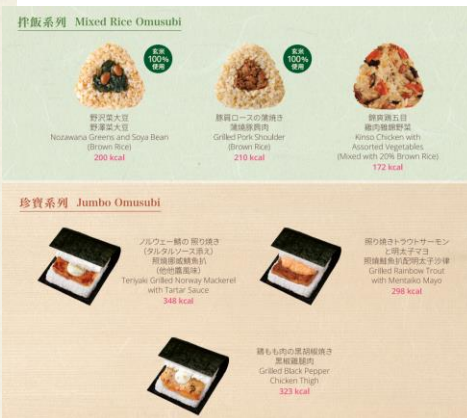 拌飯系列 Mixed Rice Omusubi
玄米
100%
使用
玄米
100%
使用
野沢菜大豆
野澤菜大豆
Nozawana Greens and Soya Bean
(Brown Rice)
200 kcal
豚肩ロースの蒲焼き
蒲燒豚肩肉
Grilled Pork Shoulder
(Brown Rice)
210 kcal
錦爽鶏五目
雞肉雜錦野菜
Kinso Chicken with
Assorted Vegetables
(Mixed with 20% Brown Rice)
172 kcal
珍寶系列 Jumbo Omusubi
ノルウェー鯖の 照り焼き
(タルタルソース添え)
照燒挪威鯖魚扒
(他他醬風味)
Teriyaki Grilled Norway Mackerel
with Tartar Sauce
348 kcal
照り焼きトラウトサーモン
と明太子マヨ
照燒鮭魚扒配明太子沙律
Grilled Rainbow Trout
with Mentaiko Mayo
298 kcal
鶏もも肉の黒胡椒焼き
黑椒雞腿肉
Grilled Black Pepper
Chicken Thigh
323 kcal